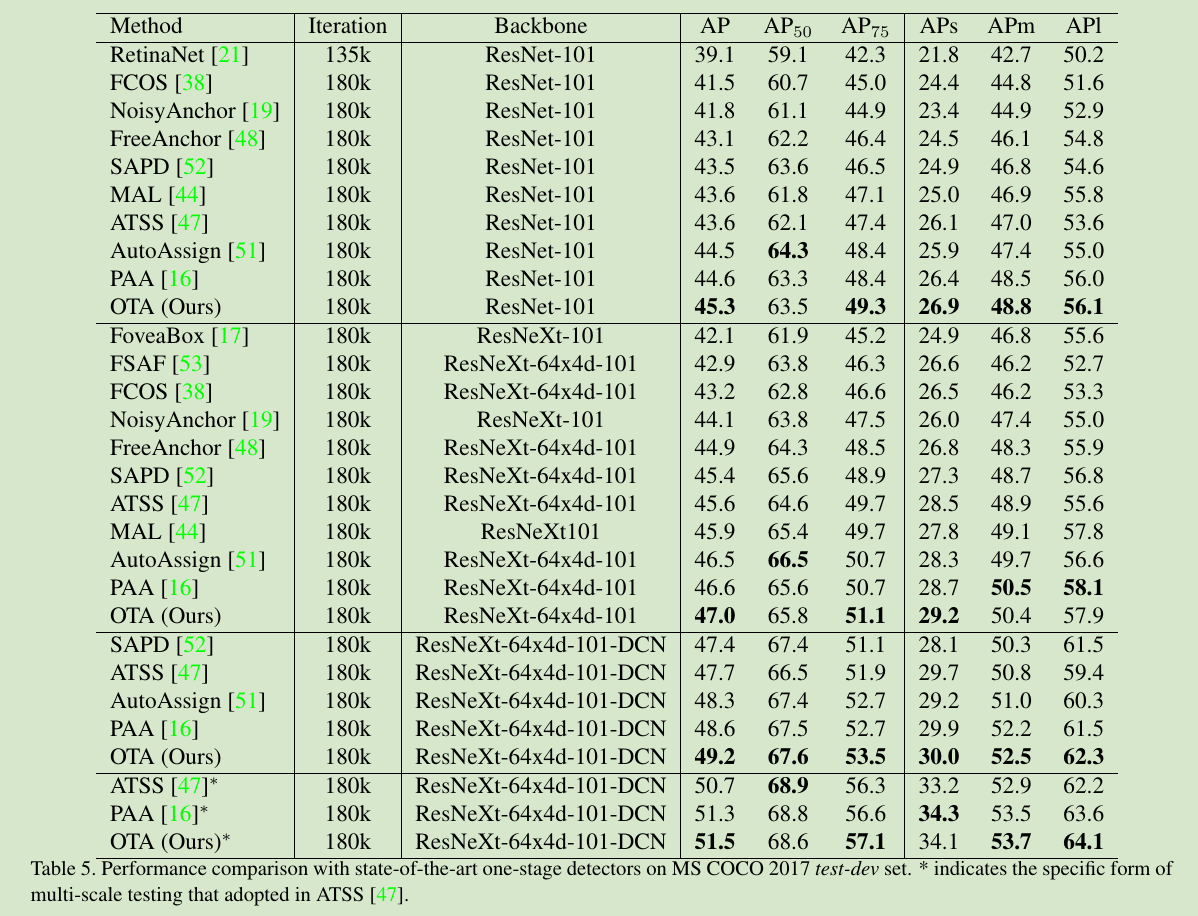 Method Iteration Backbone AP AP50 AP75 APs APm APl
RetinaNet [21] 135k ResNet-101 39.1 59.1 42.3 21.8 42.7 50.2
FCOS [38] 180k ResNet-101 41.5 60.7 45.0 24.4 44.8 51.6
NoisyAnchor [19] 180k ResNet-101 41.8 61.1 44.9 23.4 44.9 52.9
FreeAnchor [48] 180k ResNet-101 43.1 62.2 46.4 24.5 46.1 54.8
SAPD [52] 180k ResNet-101 43.5 63.6 46.5 24.9 46.8 54.6
MAL [44] 180k ResNet-101 43.6 61.8 47.1 25.0 46.9 55.8
ATSS [47] 180k ResNet-101 43.6 62.1 47.4 26.1 47.0 53.6
AutoAssign [51] 180k ResNet-101 44.5 64.3 48.4 25.9 47.4 55.0
PAA [16] 180k ResNet-101 44.6 63.3 48.4 26.4 48.5 56.0
OTA (Ours) 180k ResNet-101 45.3 63.5 49.3 26.9 48.8 56.1
FoveaBox [17] 180k ResNeXt-101 42.1 61.9 45.2 24.9 46.8 55.6
FSAF [53] 180k ResNeXt-64x4d-101 42.9 63.8 46.3 26.6 46.2 52.7
FCOS [38] 180k ResNeXt-64x4d-101 43.2 62.8 46.6 26.5 46.2 53.3
NoisyAnchor [19] 180k ResNeXt-101 44.1 63.8 47.5 26.0 47.4 55.0
FreeAnchor [48] 180k ResNeXt-64x4d-101 44.9 64.3 48.5 26.8 48.3 55.9
SAPD [52] 180k ResNeXt-64x4d-101 45.4 65.6 48.9 27.3 48.7 56.8
ATSS [47] 180k ResNeXt-64x4d-101 45.6 64.6 49.7 28.5 48.9 55.6
MAL [44] 180k ResNeXt101 45.9 65.4 49.7 27.8 49.1 57.8
AutoAssign [51] 180k ResNeXt-64x4d-101 46.5 66.5 50.7 28.3 49.7 56.6
PAA [16] 180k ResNeXt-64x4d-101 46.6 65.6 50.7 28.7 50.5 58.1
OTA (Ours) 180k ResNeXt-64x4d-101 47.0 65.8 51.1 29.2 50.4 57.9
SAPD [52] 180k ResNeXt-64x4d-101-DCN 47.4 67.4 51.1 28.1 50.3 61.5
ATSS [47] 180k ResNeXt-64x4d-101-DCN 47.7 66.5 51.9 29.7 50.8 59.4
AutoAssign [51] 180k ResNeXt-64x4d-101-DCN 48.3 67.4 52.7 29.2 51.0 60.3
PAA [16] 180k ResNeXt-64x4d-101-DCN 48.6 67.5 52.7 29.9 52.2 61.5
OTA (Ours) 180k ResNeXt-64x4d-101-DCN 49.2 67.6 53.5 30.0 52.5 62.3
ATSS [47]* 180k ResNeXt-64x4d-101-DCN 50.7 68.9 56.3 33.2 52.9 62.2
PAA [16]* 180k ResNeXt-64x4d-101-DCN 51.3 68.8 56.6 34.3 53.5 63.6
OTA (Ours)* 180k ResNeXt-64x4d-101-DCN 51.5 68.6 57.1 34.1 53.7 64.1
Table 5. Performance comparison with state-of-the-art one-stage detectors on MS COCO 2017 test-dev set. * indicates the specific form of
multi-scale testing that adopted in ATSS [47].